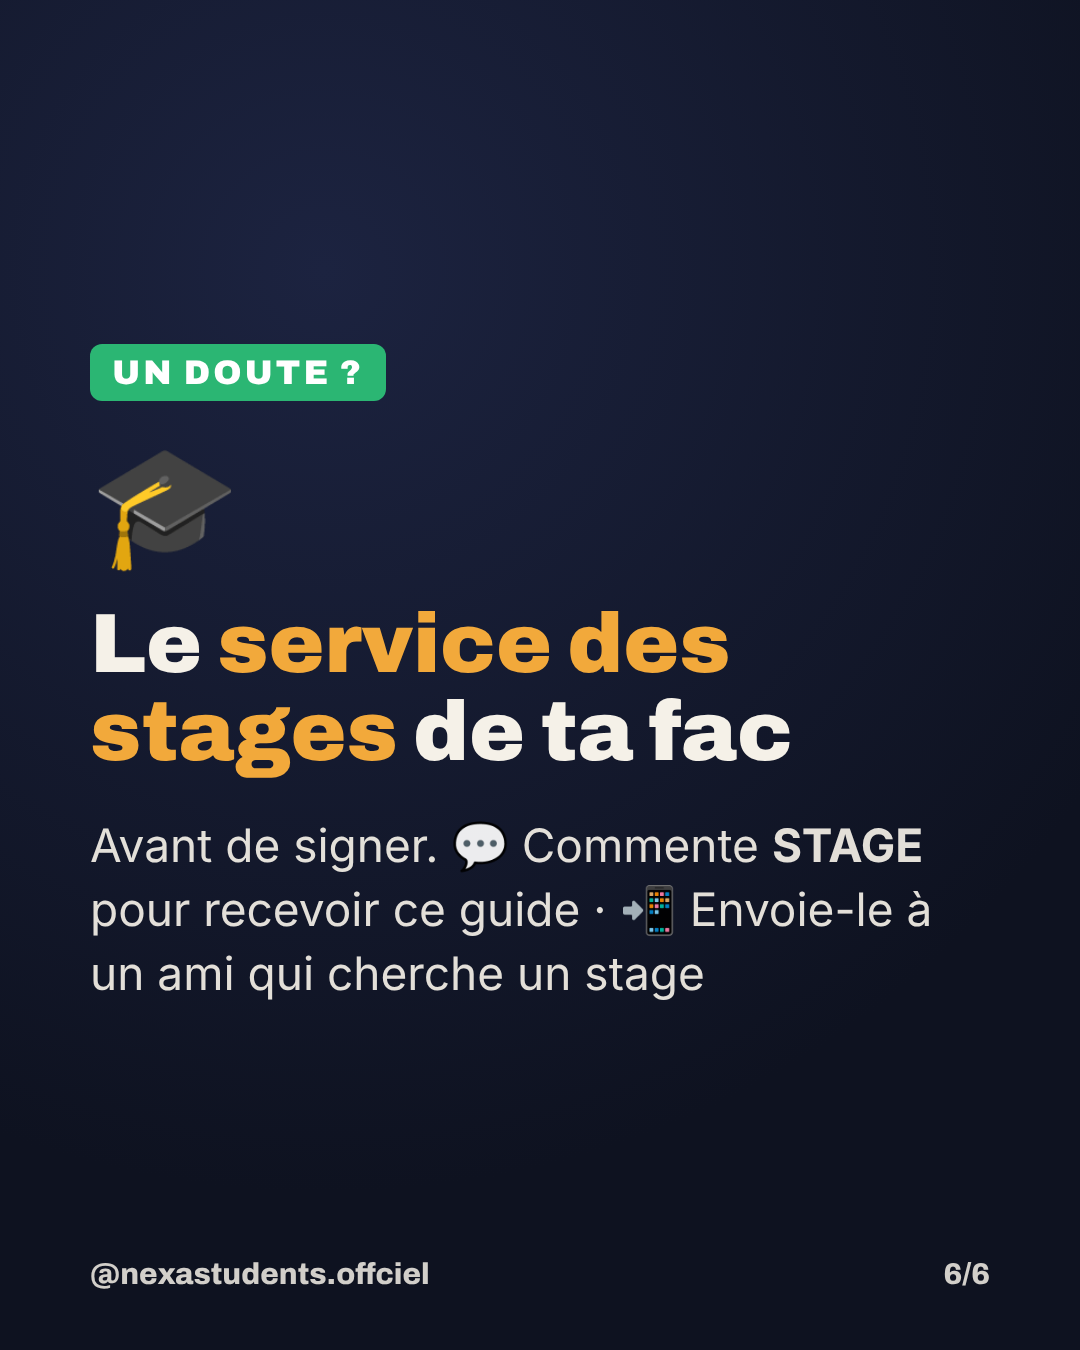 UN DOUTE ?
Le service des
stages de ta fac
Avant de signer. 💬 Commente STAGE
pour recevoir ce guide · 📲 Envoie-le à
un ami qui cherche un stage
@nexastudents.offciel
6/6